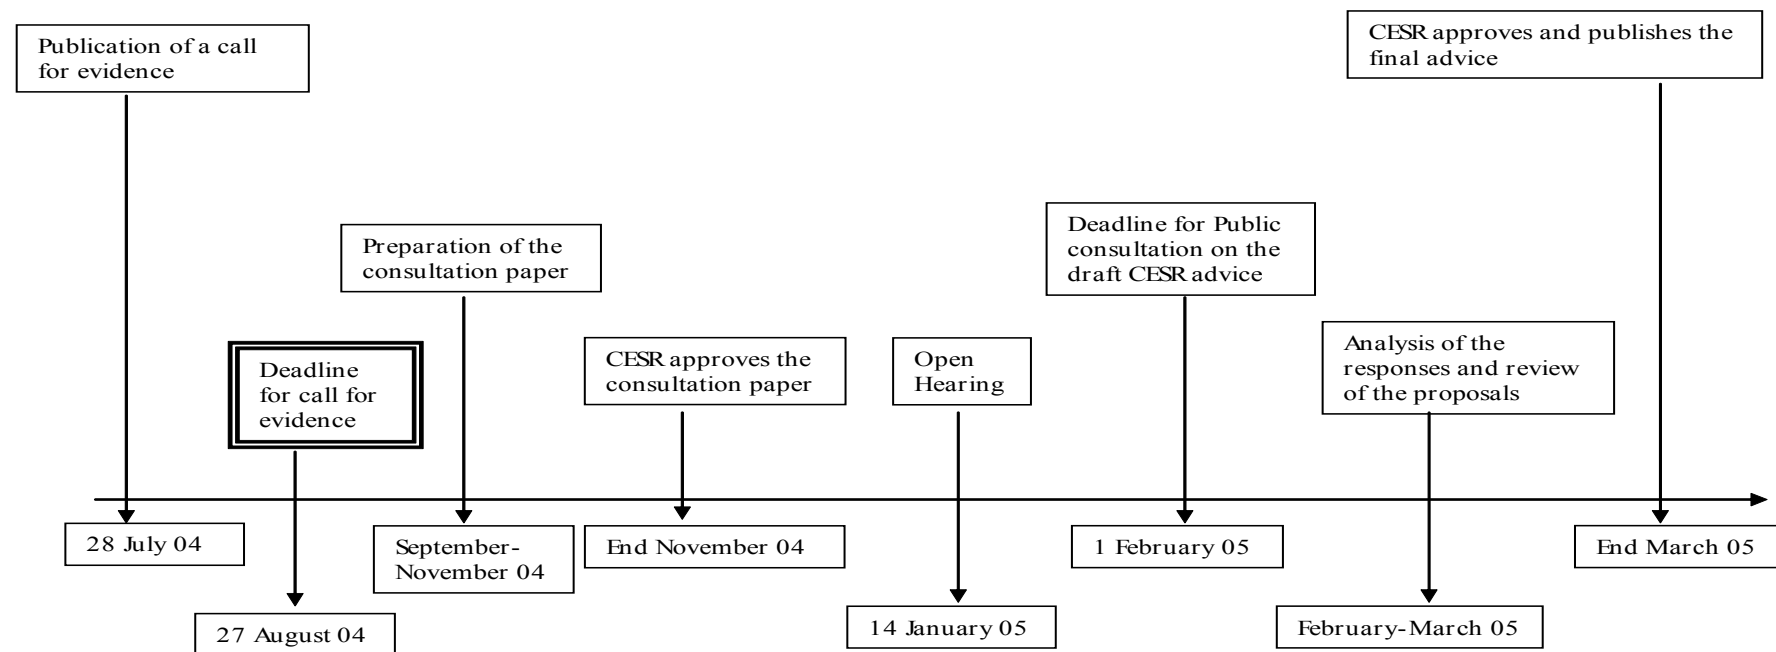 Publication of a call
for evidence
CESR approves and publishes the
final advice
Deadline for Public
consultation on the
draft CESR advice
Preparation of the
consultation paper
Deadline
for call for
evidence
CESR approves the
consultation paper
Open
Hearing
Analysis of the
responses and review
of the proposals
28 July 04
September-
November 04
End November 04
1 February 05
End March 05
27 August 04
14 January 05
February-March 05